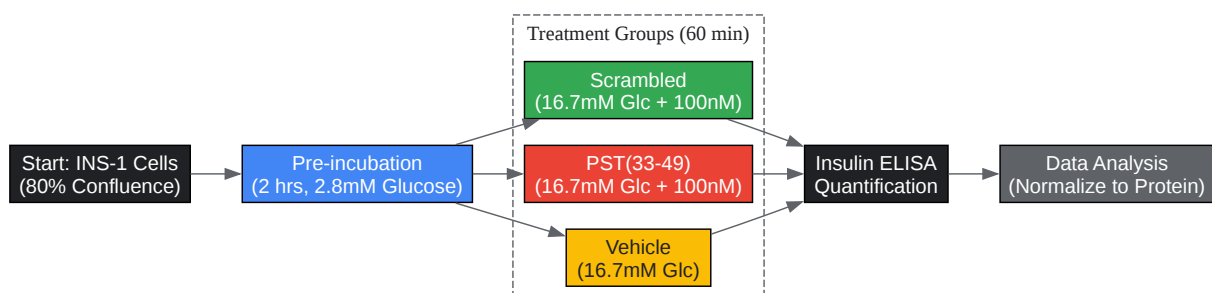 Start: INS-1 Cells
(80% Confluence)
Pre-incubation
(2 hrs, 2.8mM Glucose)
Treatment Groups (60 min)
Scrambled
(16.7mM Glc + 100nM)
PST(33-49)
(16.7mM Glc + 100nM)
Vehicle
(16.7mM Glc)
Insulin ELISA
Quantification
Data Analysis
(Normalize to Protein)